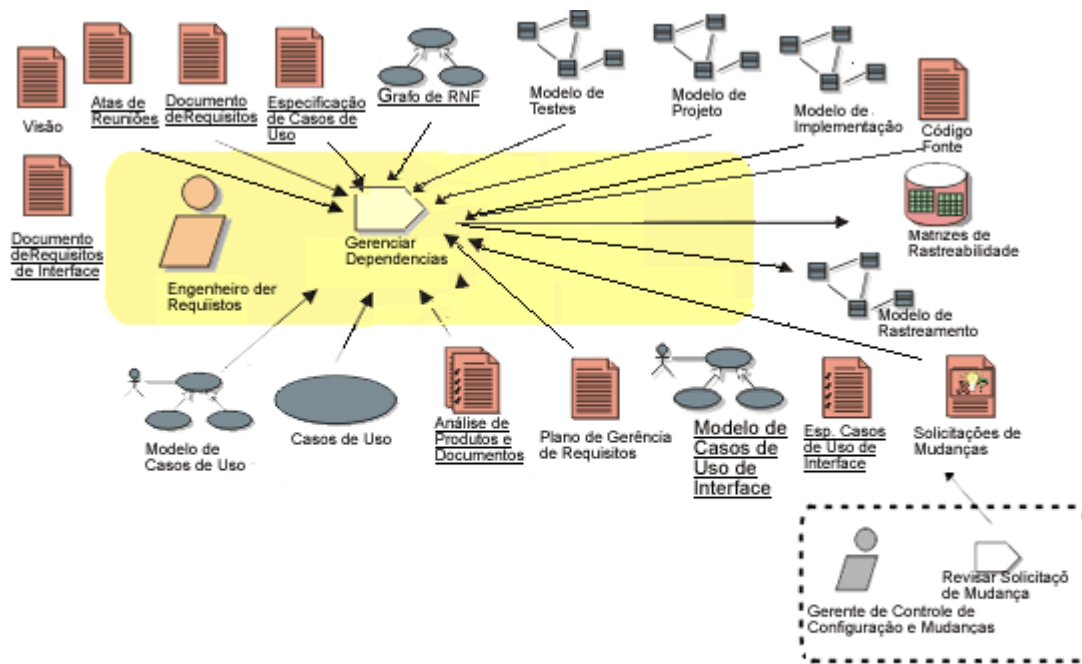 Visão
Atas de
Reuniões
Documento
deRequisitos
Especificação
de Casos de
Uso
Grafo de RNF
Modelo de
Testes
Modelo de
Projeto
Modelo de
Implementação
Código
Fonte
Documento
deRequisitos
de Interface
Engenheiro der
Requiistos
Gerenciar
Dependencias
Matrizes de
Rastreabilidade
Modelo de
Rastreamento
Modelo de
Casos de Uso
Casos de Uso
Análise de
Produtos e
Documentos
Plano de Gerência
de Requisitos
Modelo de
Casos de
Uso de
Interface
Esp. Casos
de Uso de
Interface
Solicitações de
Mudanças
Revisar Solicitaçõ
de Mudança
Gerente de Controle de
Configuração e Mudanças